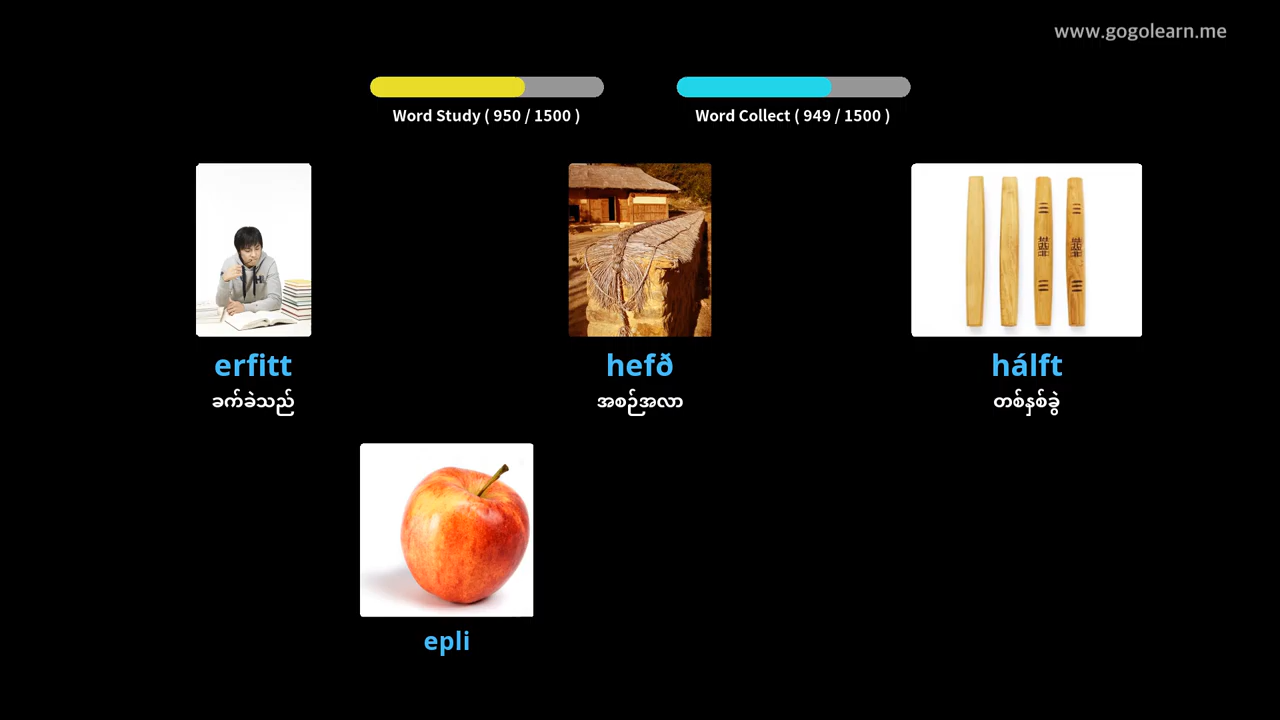 www.gogolearn.me
Word Study ( 950 / 1500 )
Word Collect ( 949 / 1500 )
erfitt
ခက်ခဲသည်
hefð
အစဉ်အလာ
hálft
တစ်နှစ်ခွဲ
epli